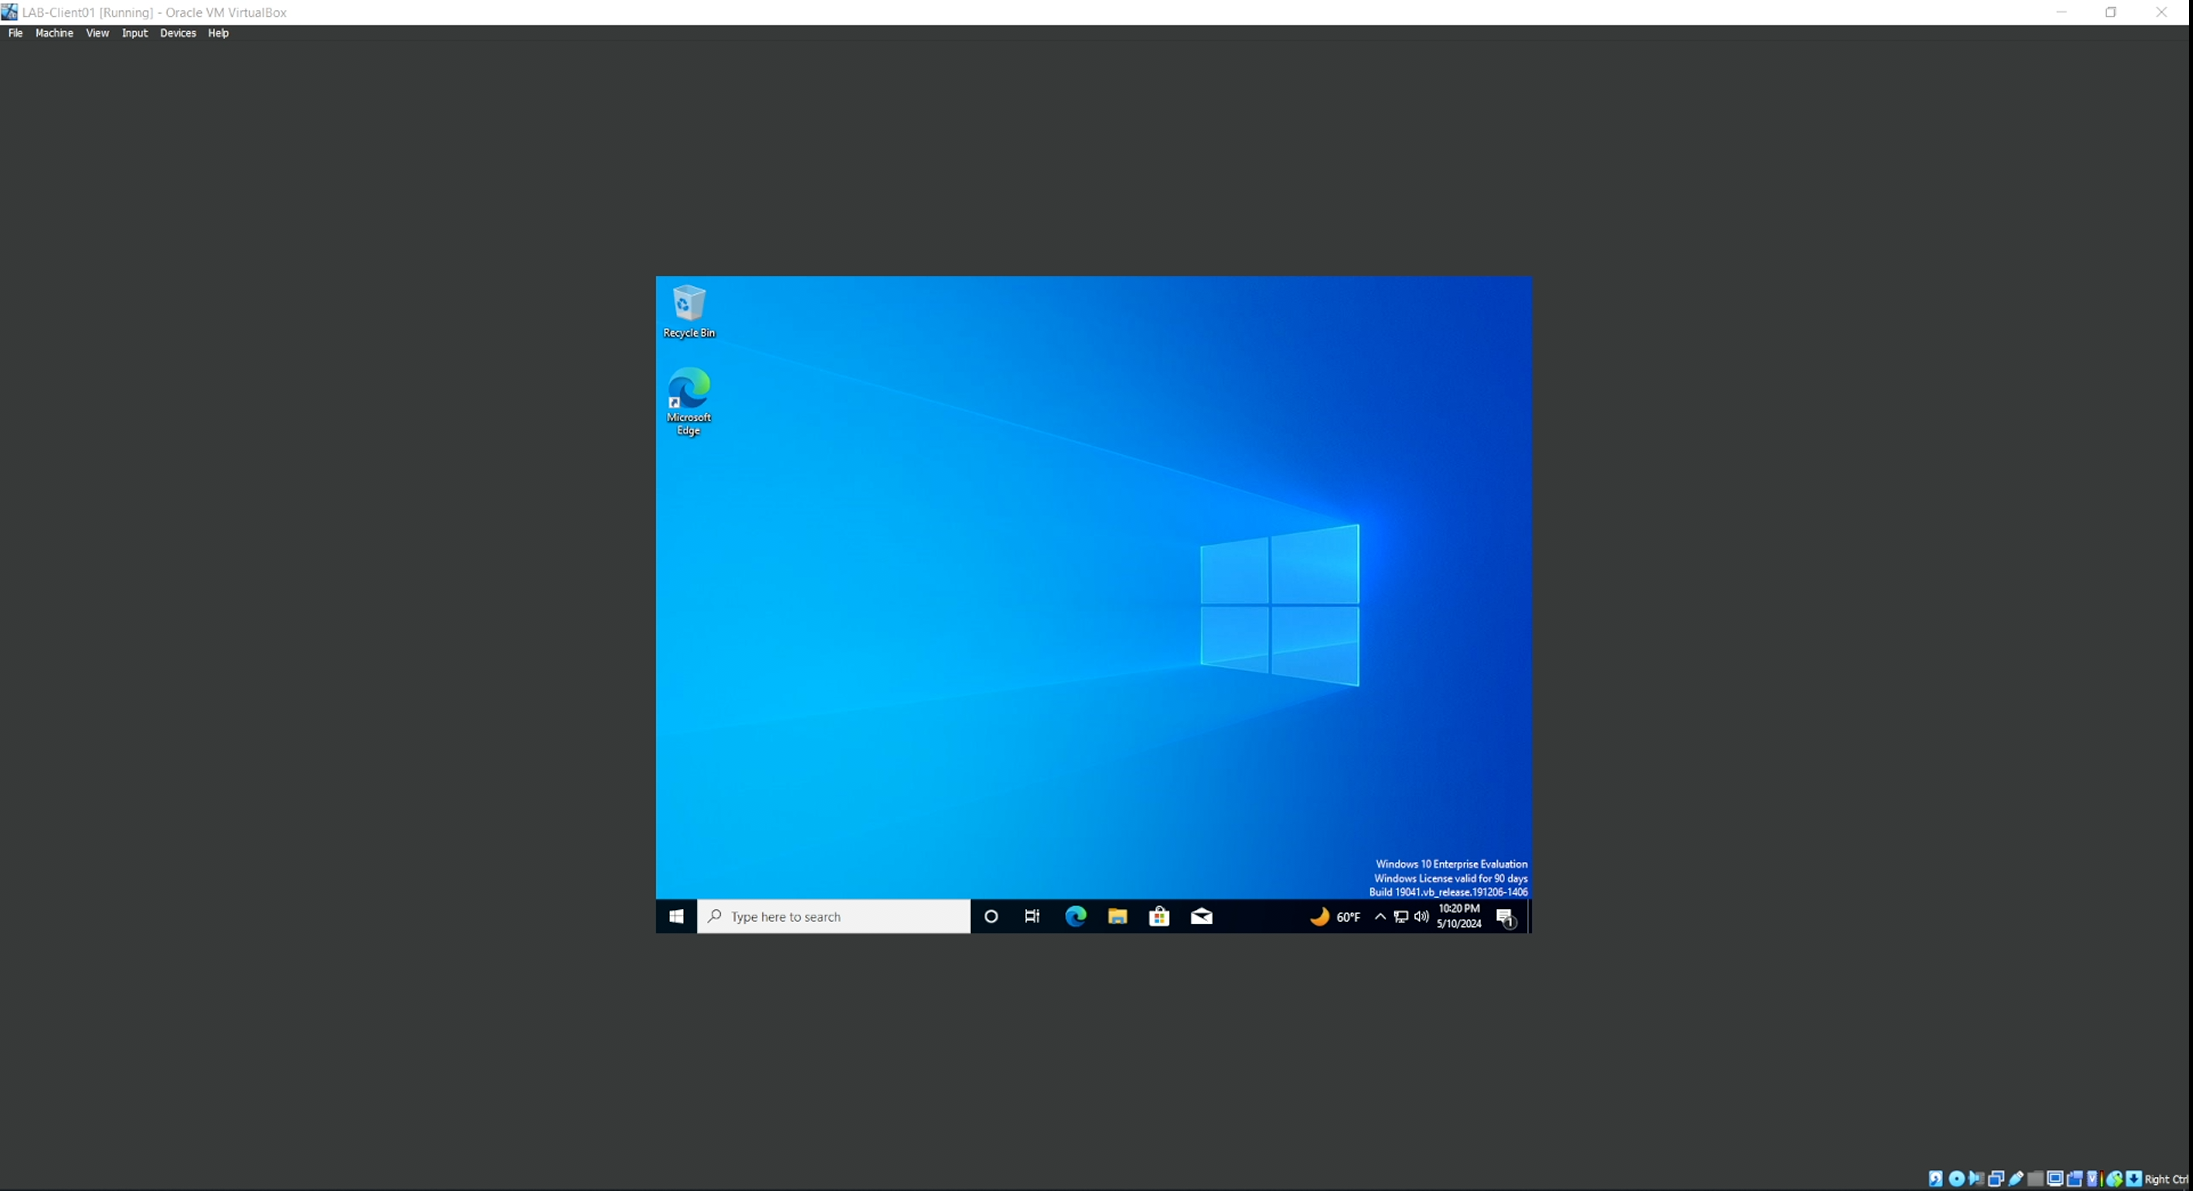 LAB-Client01 [Running] - Oracle VM VirtualBox
File Machine View Input Devices Help
Recycle Bin
Microsoft
Edge
Windows 10 Enterprise Evaluation
Windows License valid for 90 days
Build 19041.vb_release.191206-1406
Type here to search
60°F
10:20 PM
5/10/2024
1
Right Ctrl